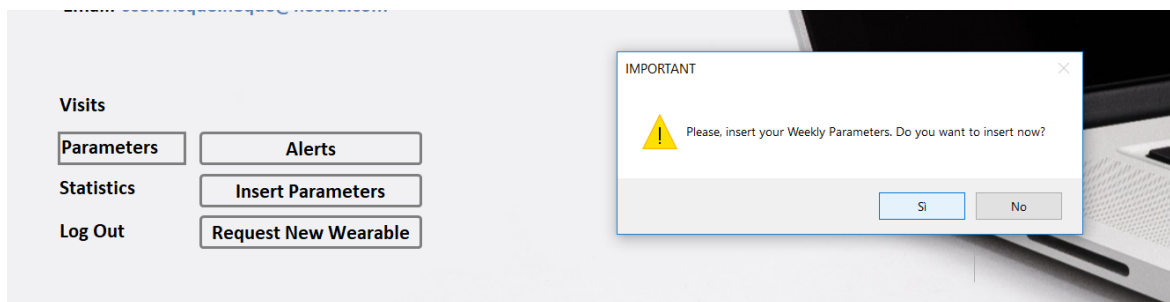 Visits
Parameters
Alerts
Statistics
Insert Parameters
Log Out
Request New Wearable
IMPORTANT
Please, insert your Weekly Parameters. Do you want to insert now?
Sì
No